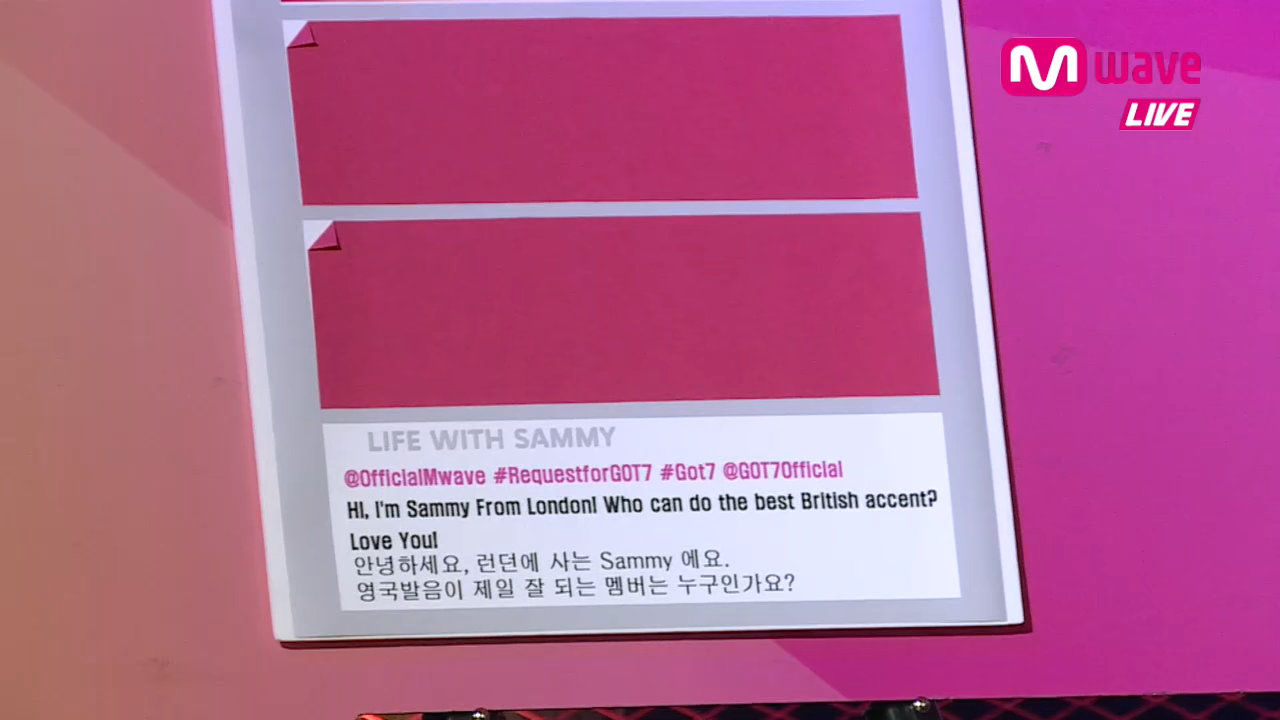 M wave
LIVE
LIFE WITH SAMMY
@OfficialMwave #RequestforGOT7 #Got7 @GOT7Official
Hi, I'm Sammy From London! Who can do the best British accent?
Love You!
안녕하세요, 런던에 사는 Sammy 에요.
영국발음이 제일 잘 되는 멤버는 누구인가요?